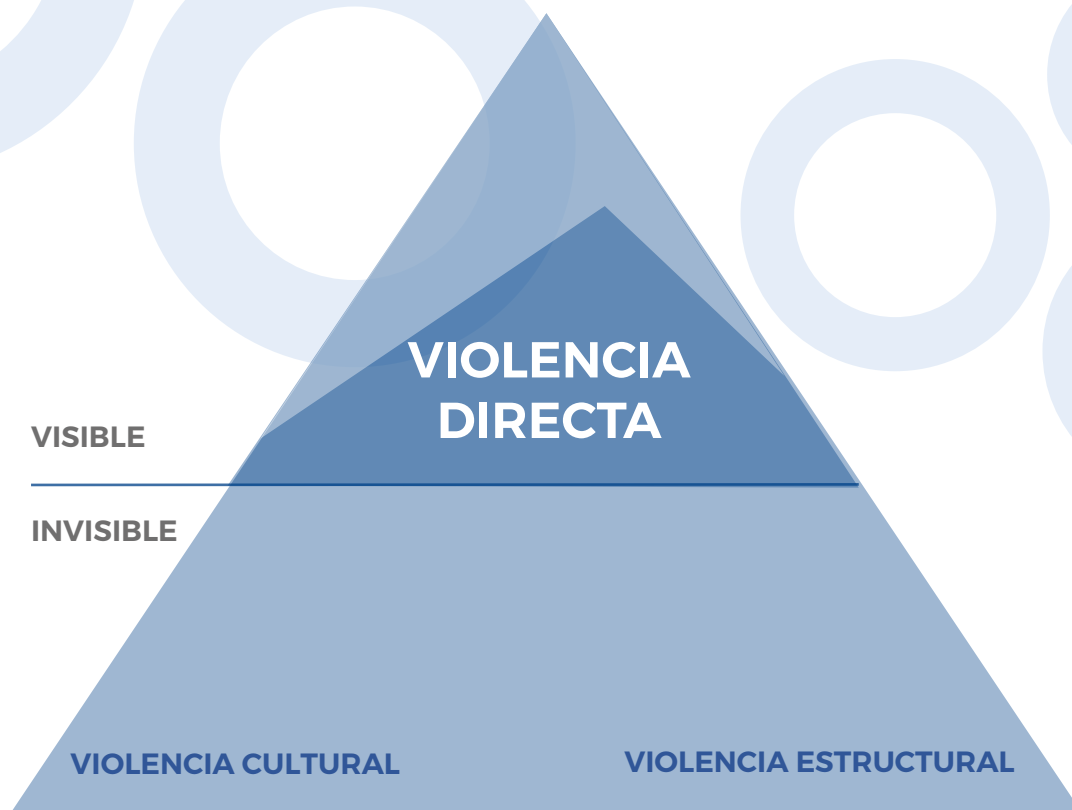 VIOLENCIA
DIRECTA
VISIBLE
INVISIBLE
VIOLENCIA CULTURAL
VIOLENCIA ESTRUCTURAL